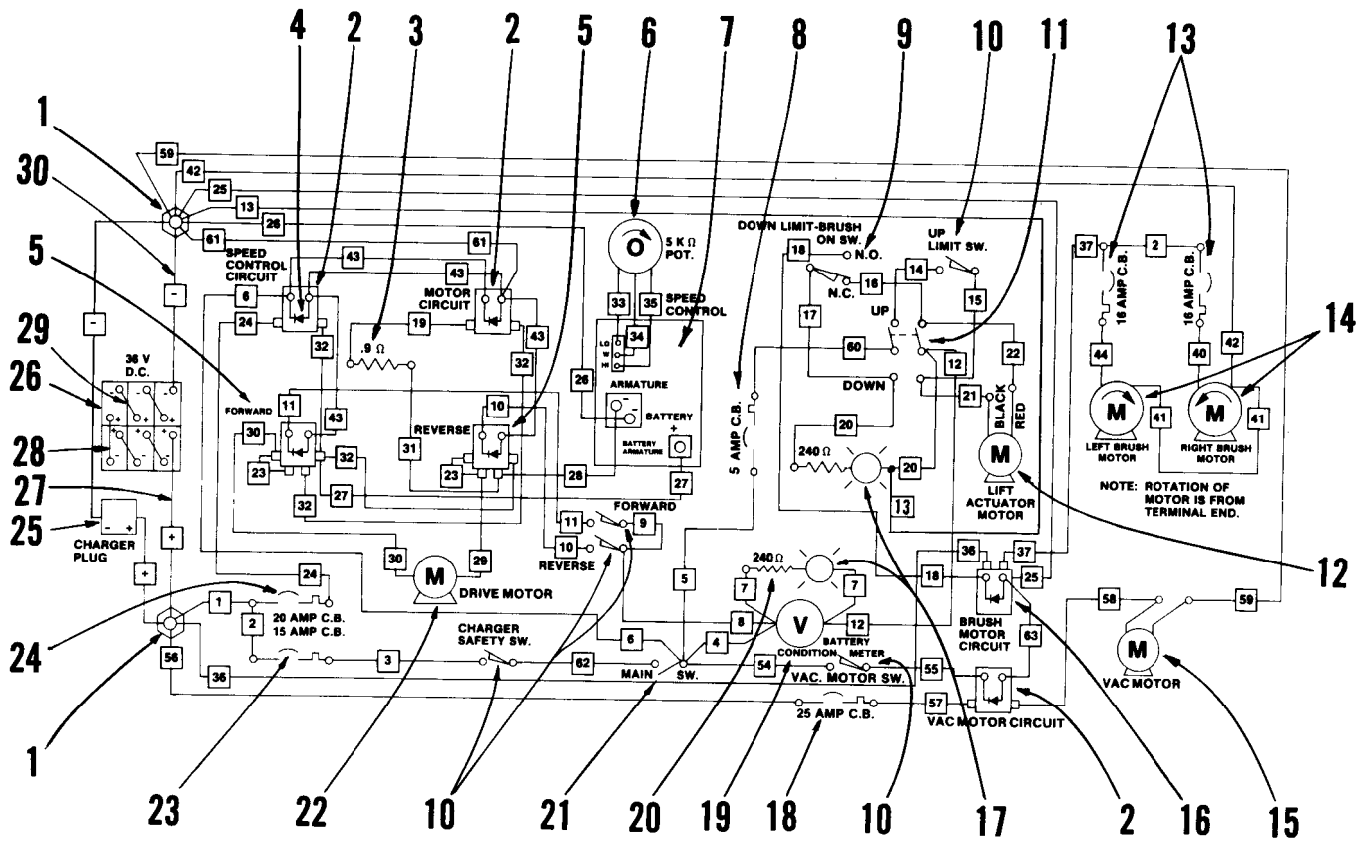 4 2 3 2 5 6 7 8 9 10 11 13
1
30
5
29
26
28
27
25
24
1
14
12
59
42
25
13
26
61
61
43
43
SPEED
CONTROL
CIRCUIT
MOTOR
CIRCUIT
6
24
19
32
32
43
43
.9 Ω
O
5 K Ω
POT.
33
35
34
SPEED
CONTROL
LO
W
HI
ARMATURE
BATTERY
BATTERY
ARMATURE
+
-
-
26
27
28
36 V
D.C.
-
-
+
CHARGER
PLUG
- +
+
+
FORWARD
11
30
23
32
27
32
REVERSE
10
31
23
11
9
FORWARD
10
REVERSE
30
29
M
DRIVE MOTOR
24
1
2
20 AMP C.B.
15 AMP C.B.
56
36
3
CHARGER
SAFETY SW.
62
MAIN
SW.
6
5
4
8
54
DOWN LIMIT-BRUSH
ON SW.
18
N.O.
N.C.
16
17
UP
LIMIT SW.
14
15
UP
60
12
DOWN
22
21
BLACK
RED
5 AMP C.B.
20
240 Ω
20
13
M
LIFT
ACTUATOR
MOTOR
240 Ω
7
7
V
12
BATTERY
CONDITION METER
VAC. MOTOR SW.
55
25 AMP C.B.
57
18
36
37
25
BRUSH
MOTOR
CIRCUIT
63
VAC MOTOR CIRCUIT
58
59
M
VAC MOTOR
37
2
16 AMP C.B.
16 AMP C.B.
44
40
42
M
M
41
41
LEFT BRUSH
MOTOR
RIGHT BRUSH
MOTOR
NOTE: ROTATION OF
MOTOR IS FROM
TERMINAL END.
23 22 10 21 20 19 18 10 17 2 16 15